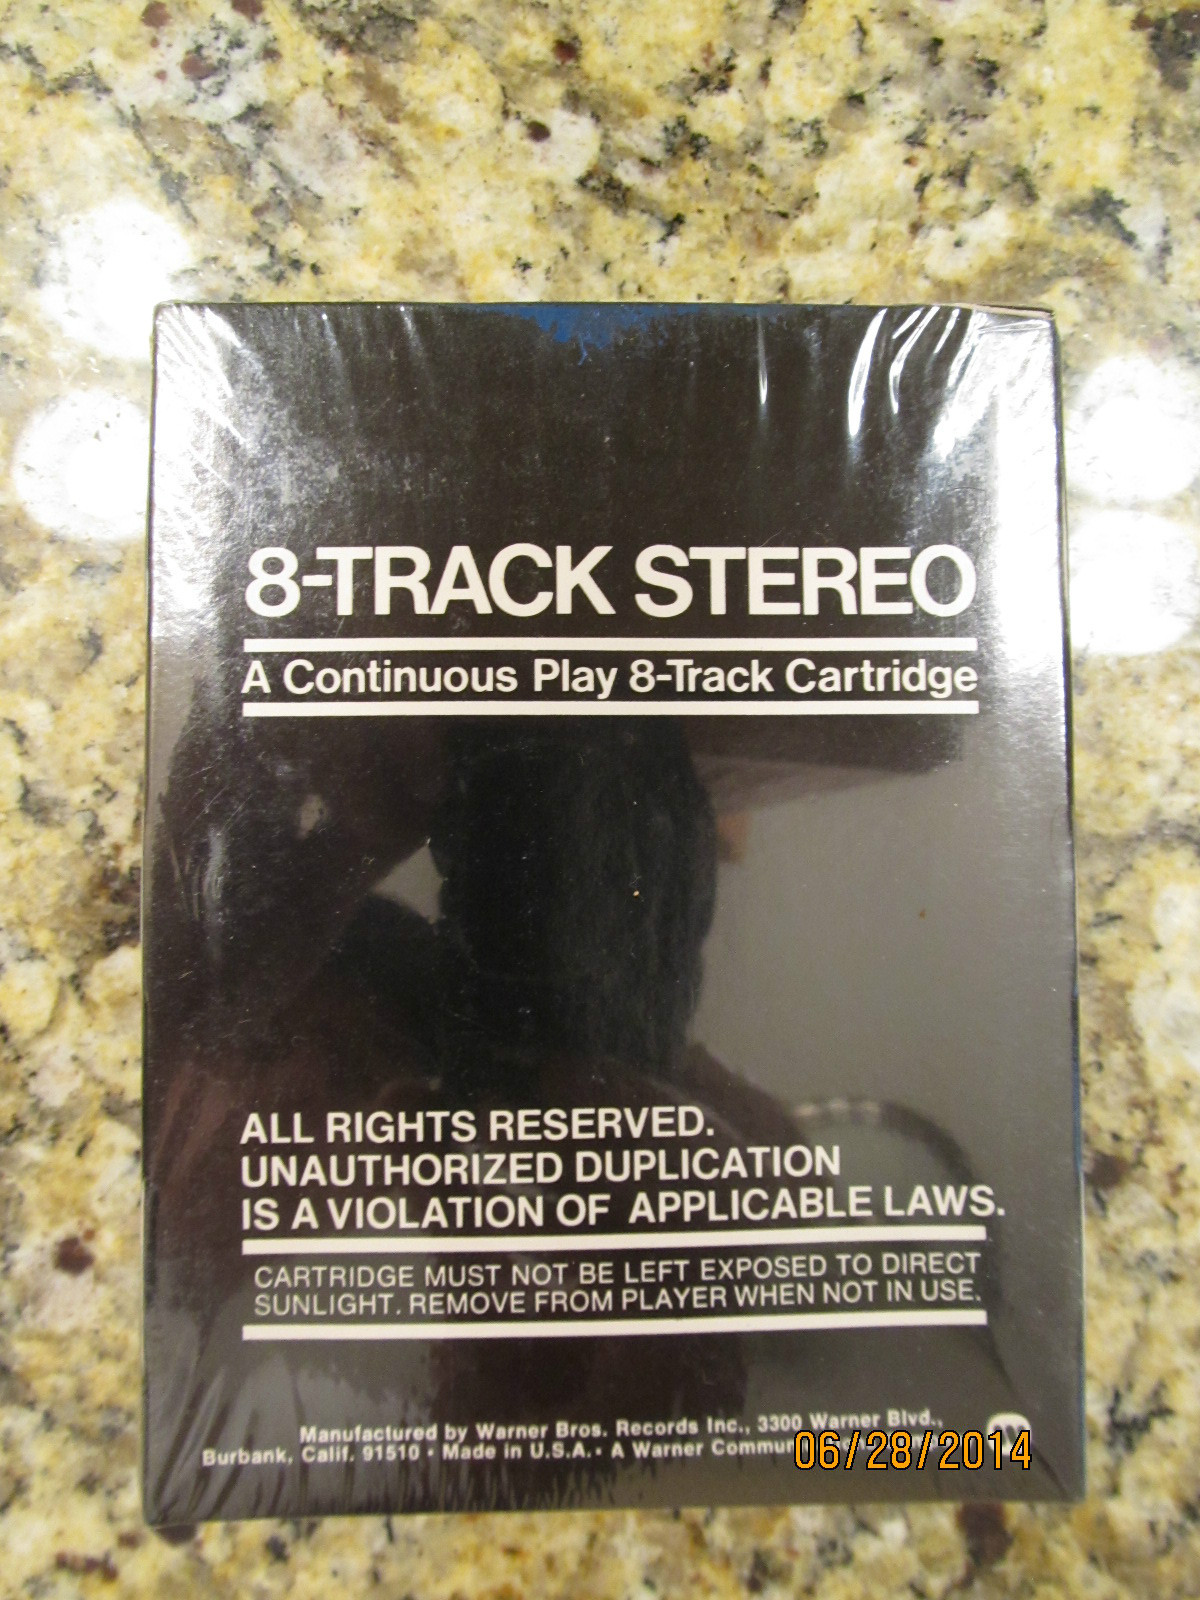 8-TRACK STEREO
A Continuous Play 8-Track Cartridge
ALL RIGHTS RESERVED.
UNAUTHORIZED DUPLICATION
IS A VIOLATION OF APPLICABLE LAWS.
CARTRIDGE MUST NOT BE LEFT EXPOSED TO DIRECT
SUNLIGHT. REMOVE FROM PLAYER WHEN NOT IN USE.
Manufactured by Warner Bros. Records Inc., 3300 Warner Blvd.,
Burbank, Calif. 91510 • Made in U.S.A. • A Warner
06/28/2014